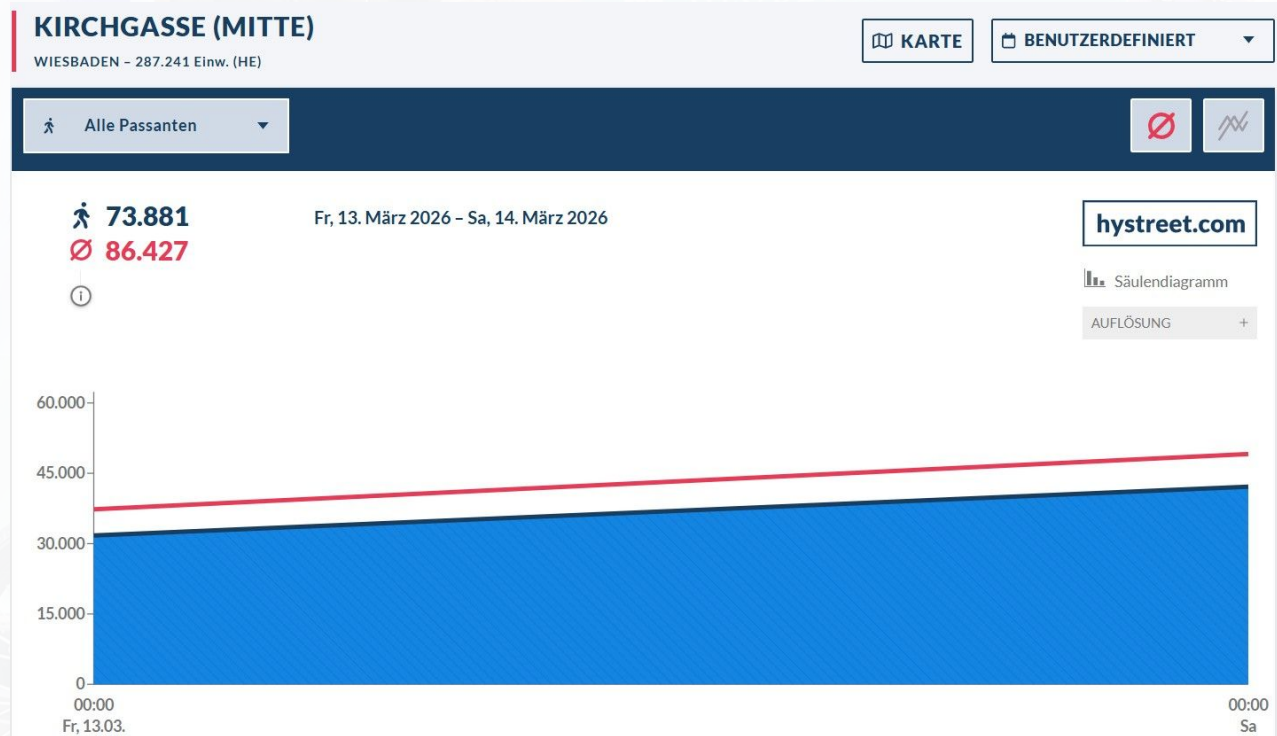 KIRCHGASSE (MITTE)
WIESBADEN – 287.241 Einw. (HE)
KARTE
BENUTZERDEFINIERT
Alle Passanten
73.881
Ø 86.427
Fr, 13. März 2026 – Sa, 14. März 2026
hystreet.com
Säulendiagramm
AUFLÖSUNG +
60.000
45.000
30.000
15.000
0
00:00
Fr, 13.03.
00:00
Sa